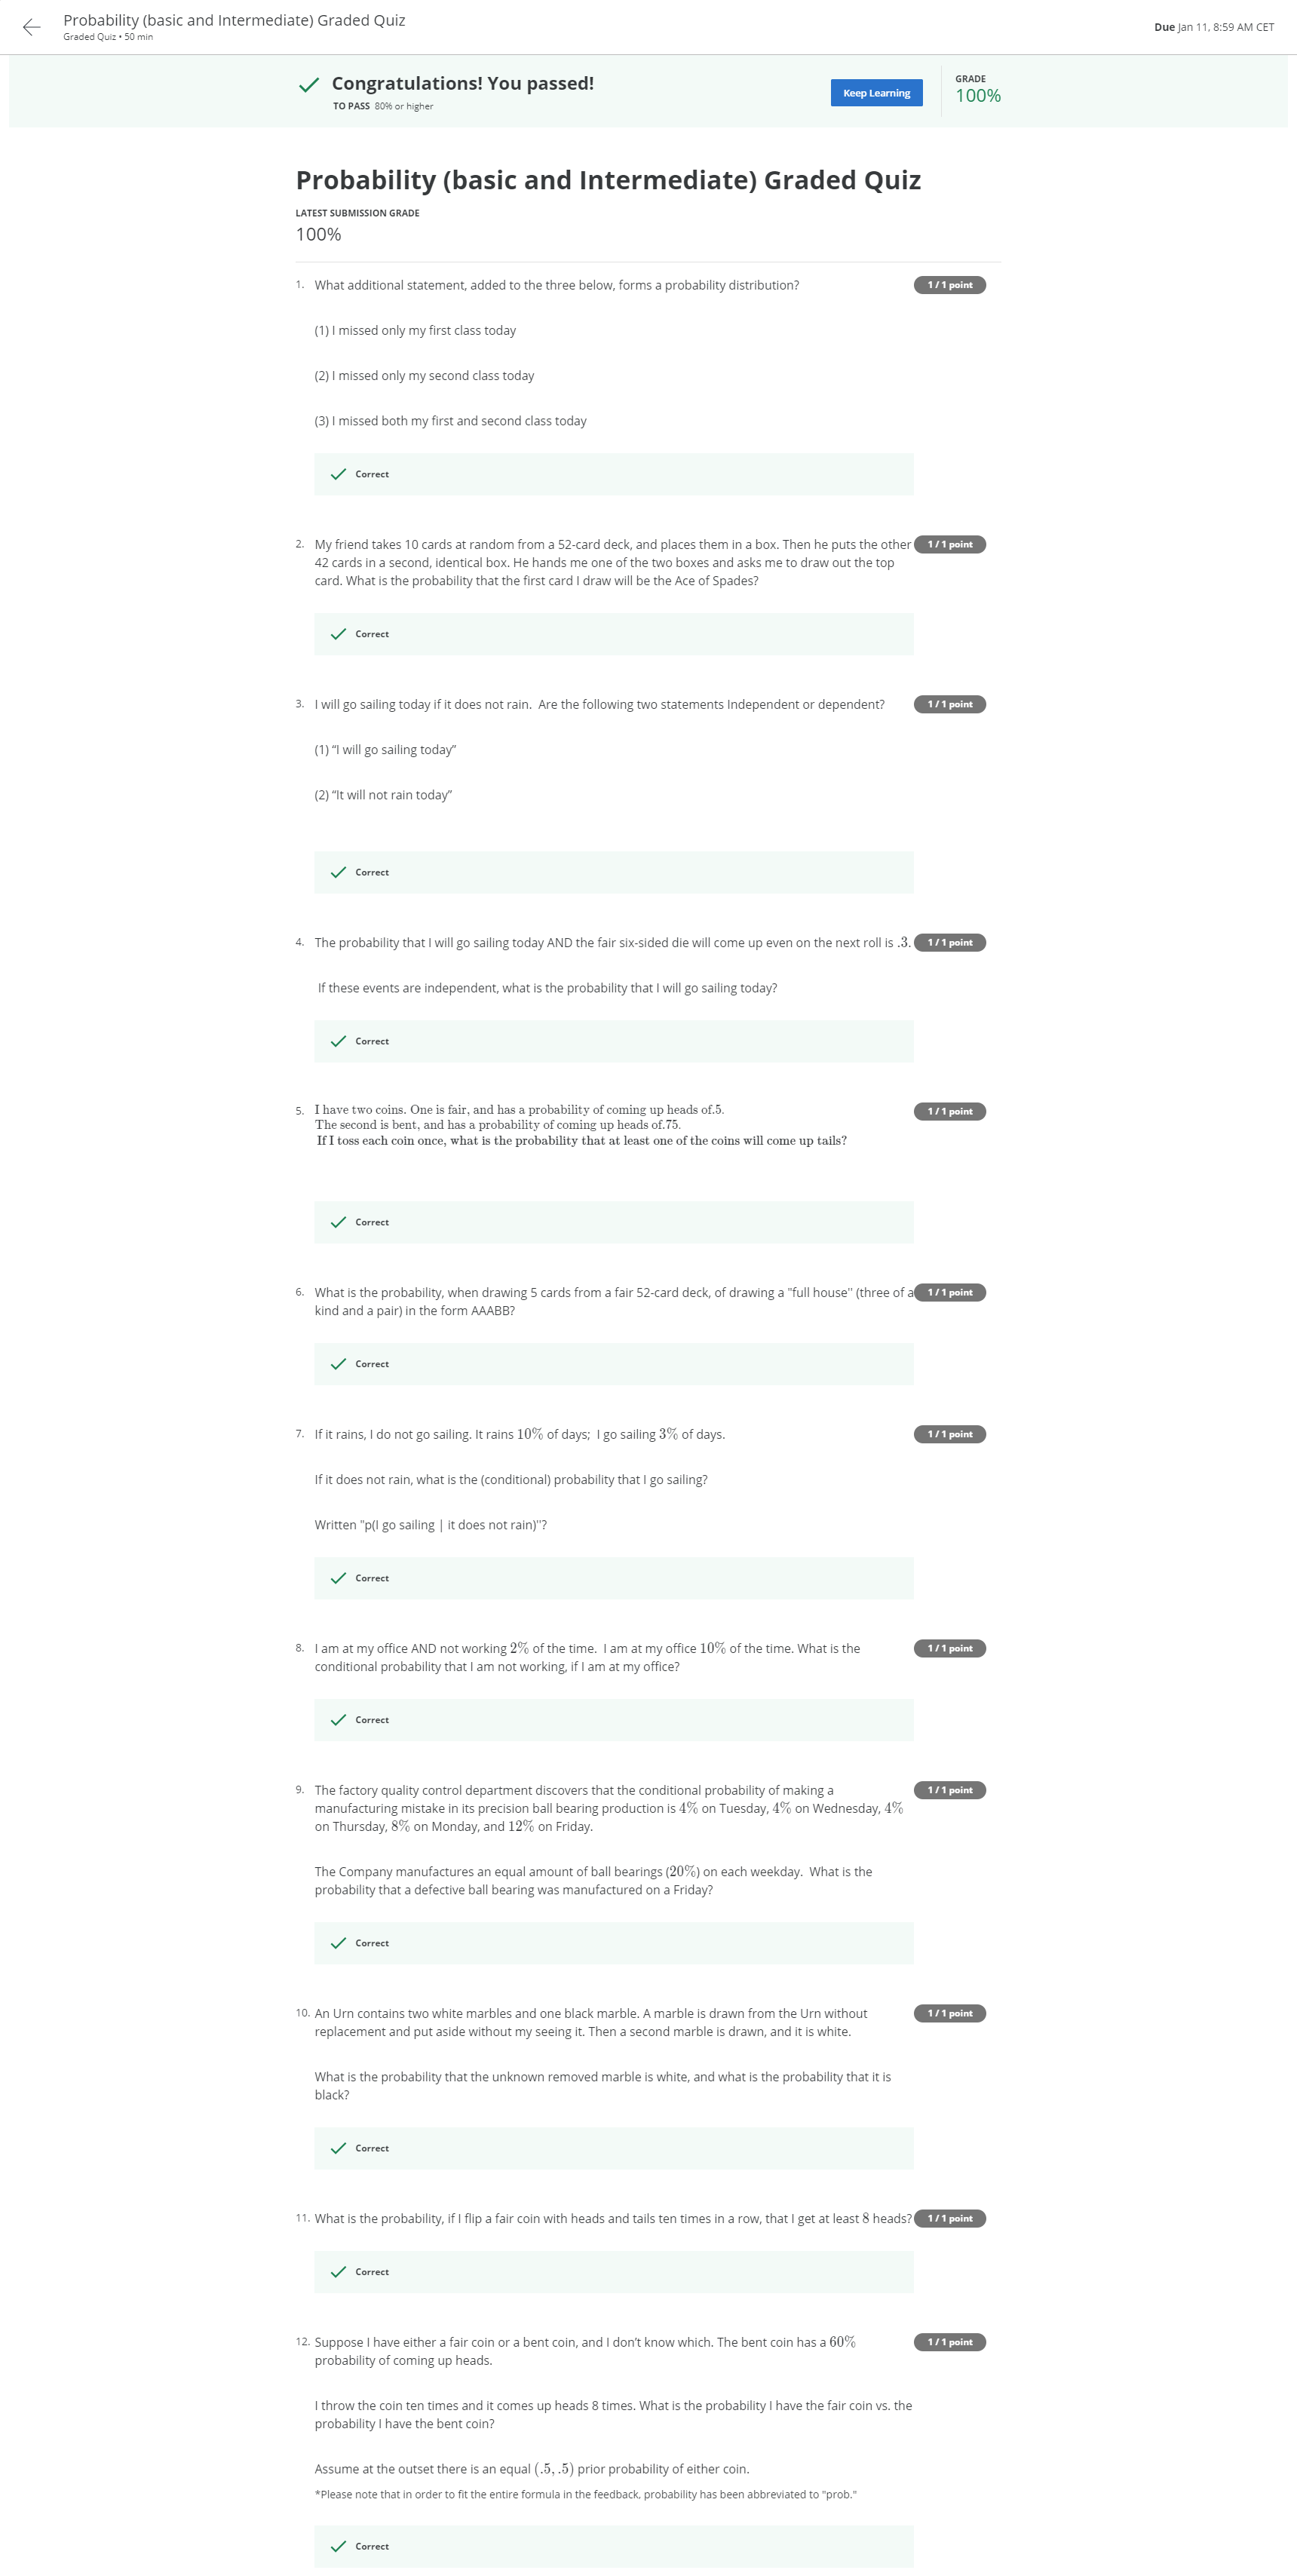 Probability (basic and Intermediate) Graded Quiz
Graded Quiz • 50 min
Due Jan 11, 8:59 AM CET
Congratulations! You passed!
TO PASS 80% or higher
Keep Learning
GRADE
100%
Probability (basic and Intermediate) Graded Quiz
LATEST SUBMISSION GRADE
100%
1. What additional statement, added to the three below, forms a probability distribution? 1 / 1 point
(1) I missed only my first class today
(2) I missed only my second class today
(3) I missed both my first and second class today
Correct
2. My friend takes 10 cards at random from a 52-card deck, and places them in a box. Then he puts the other 1 / 1 point
42 cards in a second, identical box. He hands me one of the two boxes and asks me to draw out the top
card. What is the probability that the first card I draw will be the Ace of Spades?
Correct
3. I will go sailing today if it does not rain.  Are the following two statements Independent or dependent? 1 / 1 point
(1) “I will go sailing today”
(2) “It will not rain today”
Correct
4. The probability that I will go sailing today AND the fair six-sided die will come up even on the next roll is .3. 1 / 1 point
If these events are independent, what is the probability that I will go sailing today?
Correct
5. I have two coins. One is fair, and has a probability of coming up heads of.5. 1 / 1 point
The second is bent, and has a probability of coming up heads of.75.
If I toss each coin once, what is the probability that at least one of the coins will come up tails?
Correct
6. What is the probability, when drawing 5 cards from a fair 52-card deck, of drawing a "full house" (three of a 1 / 1 point
kind and a pair) in the form AAABB?
Correct
7. If it rains, I do not go sailing. It rains 10% of days;  I go sailing 3% of days. 1 / 1 point
If it does not rain, what is the (conditional) probability that I go sailing?
Written "p(I go sailing | it does not rain)"?
Correct
8. I am at my office AND not working 2% of the time.  I am at my office 10% of the time. What is the 1 / 1 point
conditional probability that I am not working, if I am at my office?
Correct
9. The factory quality control department discovers that the conditional probability of making a 1 / 1 point
manufacturing mistake in its precision ball bearing production is 4% on Tuesday, 4% on Wednesday, 4%
on Thursday, 8% on Monday, and 12% on Friday.
The Company manufactures an equal amount of ball bearings (20%) on each weekday.  What is the
probability that a defective ball bearing was manufactured on a Friday?
Correct
10. An Urn contains two white marbles and one black marble. A marble is drawn from the Urn without 1 / 1 point
replacement and put aside without my seeing it. Then a second marble is drawn, and it is white.
What is the probability that the unknown removed marble is white, and what is the probability that it is
black?
Correct
11. What is the probability, if I flip a fair coin with heads and tails ten times in a row, that I get at least 8 heads? 1 / 1 point
Correct
12. Suppose I have either a fair coin or a bent coin, and I don’t know which. The bent coin has a 60% 1 / 1 point
probability of coming up heads.
I throw the coin ten times and it comes up heads 8 times. What is the probability I have the fair coin vs. the
probability I have the bent coin?
Assume at the outset there is an equal (.5, .5) prior probability of either coin.
*Please note that in order to fit the entire formula in the feedback, probability has been abbreviated to "prob."
Correct